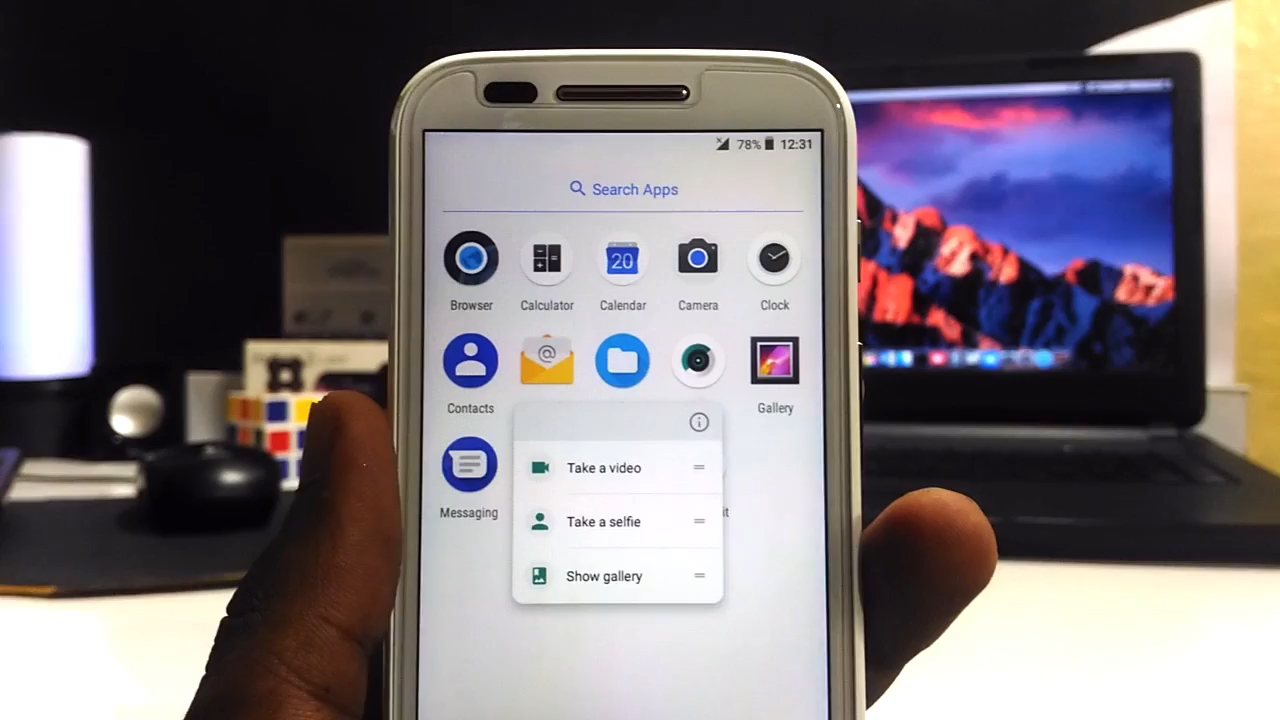 78% 12:31
Search Apps
20
Browser Calculator Calendar Camera Clock
@
Contacts Gallery
Take a video
Messaging
Take a selfie
it
Show gallery